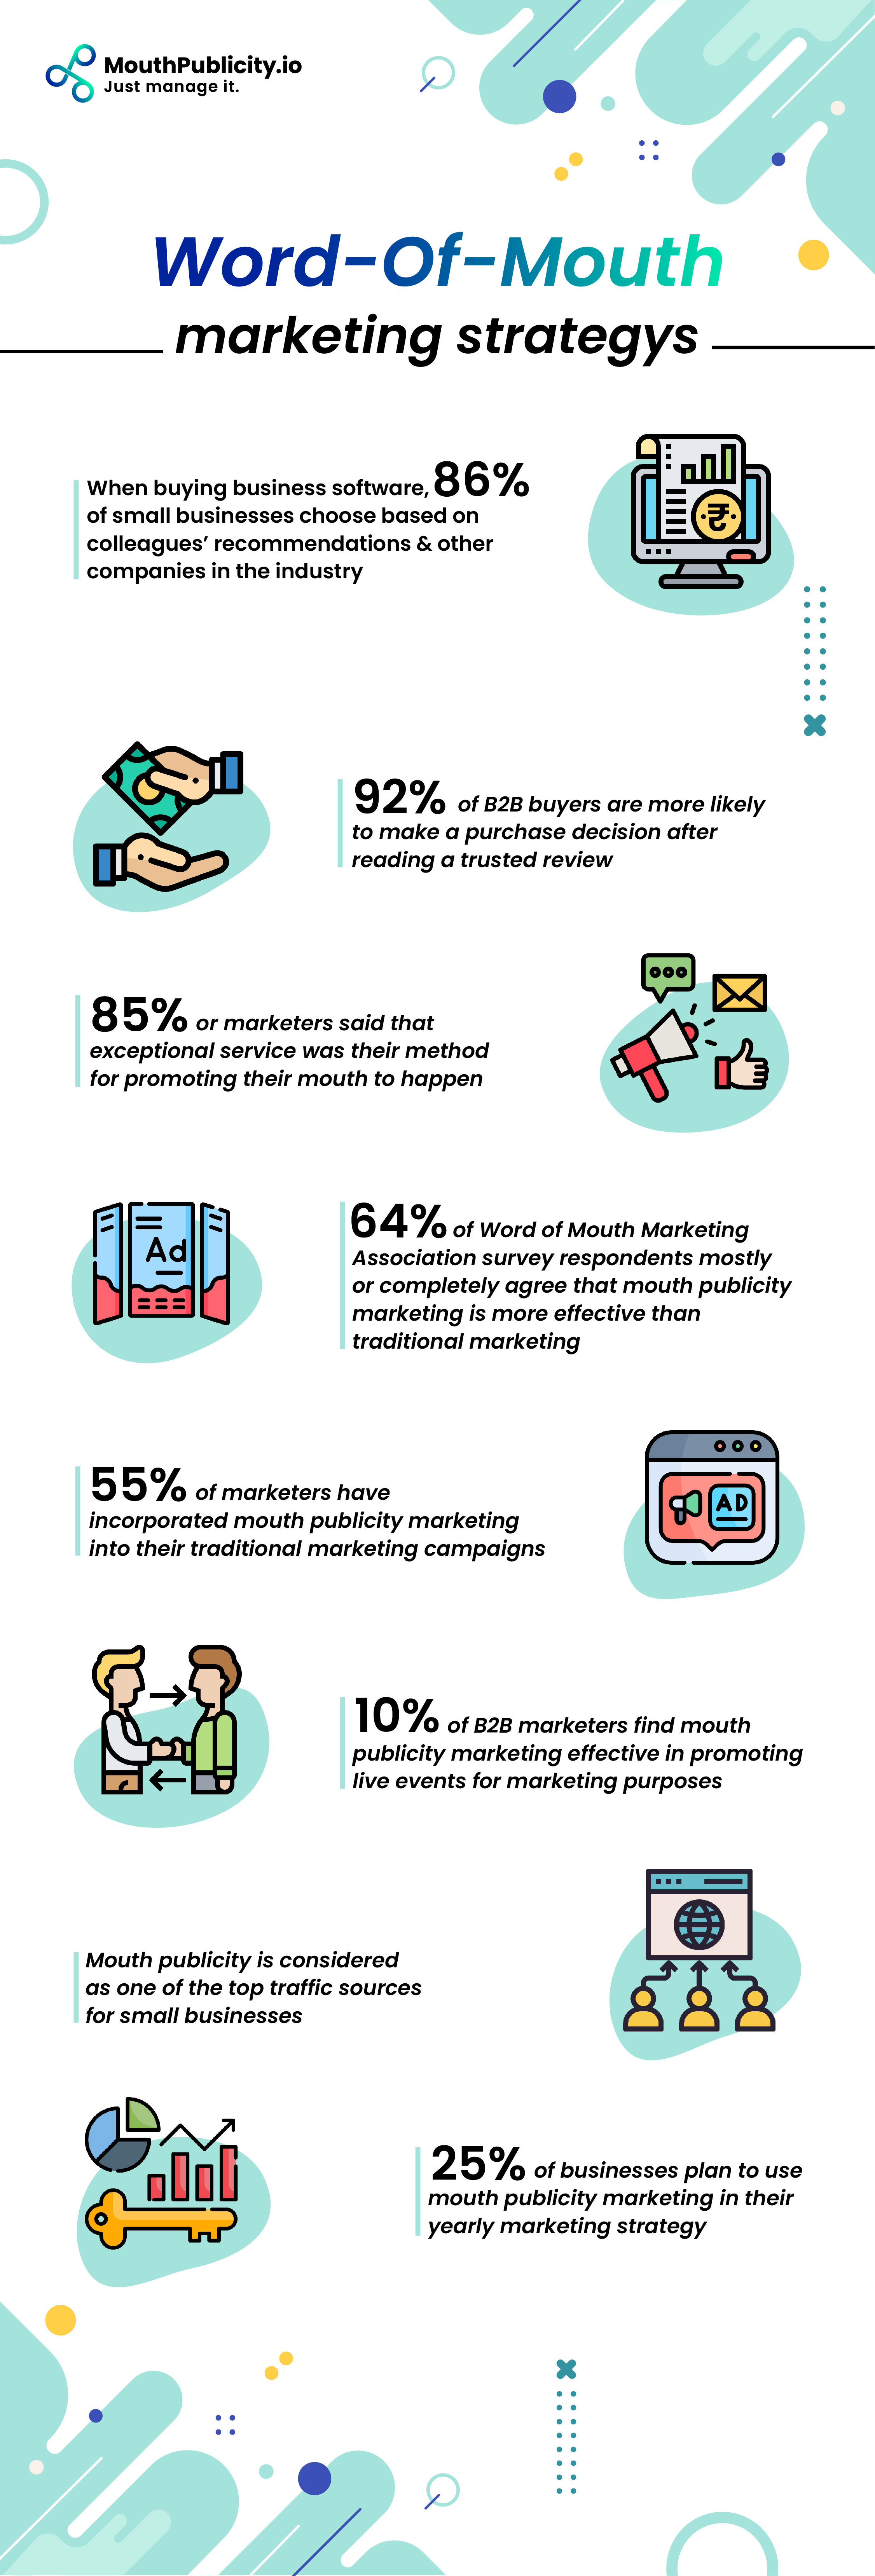 MouthPublicity.io
Just manage it.
Word-Of-Mouth
marketing strategys
When buying business software, 86%
of small businesses choose based on
colleagues’ recommendations & other
companies in the industry
92% of B2B buyers are more likely
to make a purchase decision after
reading a trusted review
85% or marketers said that
exceptional service was their method
for promoting their mouth to happen
Ad
64% of Word of Mouth Marketing
Association survey respondents mostly
or completely agree that mouth publicity
marketing is more effective than
traditional marketing
55% of marketers have
incorporated mouth publicity marketing
into their traditional marketing campaigns
AD
10% of B2B marketers find mouth
publicity marketing effective in promoting
live events for marketing purposes
Mouth publicity is considered
as one of the top traffic sources
for small businesses
25% of businesses plan to use
mouth publicity marketing in their
yearly marketing strategy